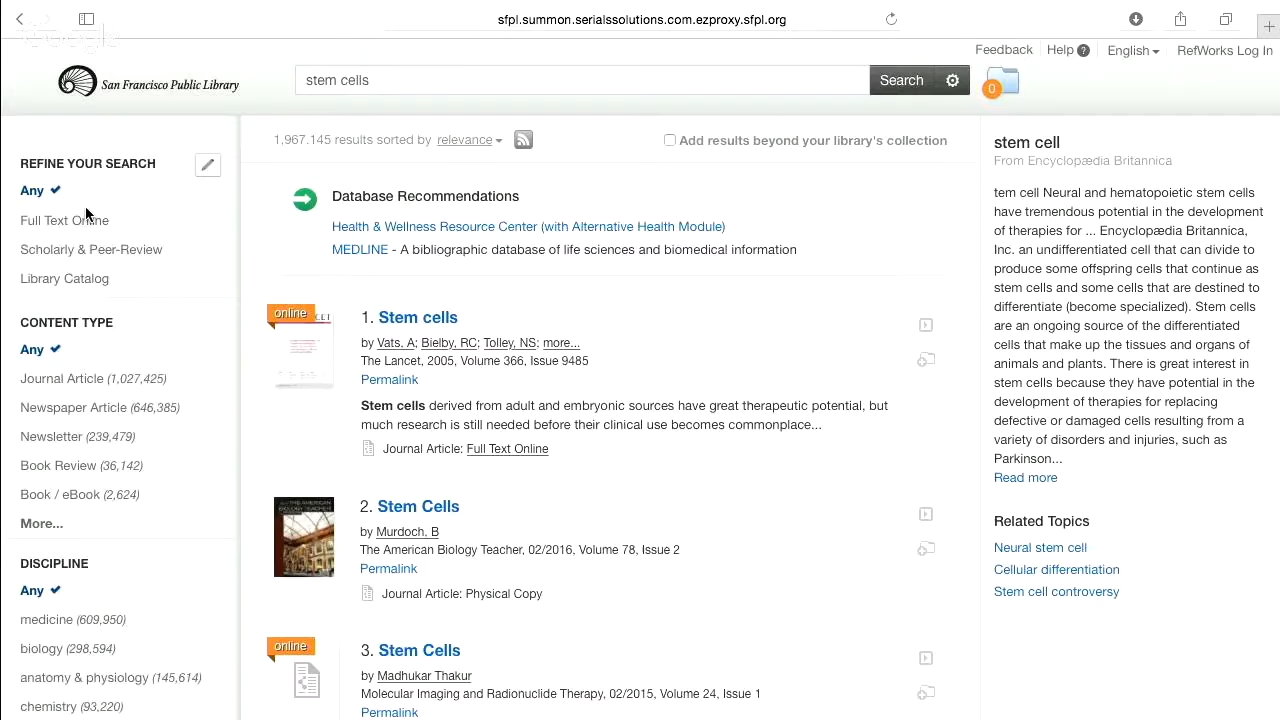 sfpl.summon.serialssolutions.com.ezproxy.sfpl.org
Google
Feedback Help ? English RefWorks Log In
San Francisco Public Library
stem cells
Search
0
1,967,145 results sorted by relevance
Add results beyond your library's collection
REFINE YOUR SEARCH
Any
Full Text Online
Scholarly & Peer-Review
Library Catalog
CONTENT TYPE
Any
Journal Article (1,027,425)
Newspaper Article (646,385)
Newsletter (239,479)
Book Review (36,142)
Book / eBook (2,624)
More...
DISCIPLINE
Any
medicine (609,950)
biology (298,594)
anatomy & physiology (145,614)
chemistry (93,220)
Database Recommendations
Health & Wellness Resource Center (with Alternative Health Module)
MEDLINE - A bibliographic database of life sciences and biomedical information
online
1. Stem cells
by Vats, A; Bielby, RC; Tolley, NS; more...
The Lancet, 2005, Volume 366, Issue 9485
Permalink
Stem cells derived from adult and embryonic sources have great therapeutic potential, but
much research is still needed before their clinical use becomes commonplace...
Journal Article: Full Text Online
2. Stem Cells
by Murdoch, B
The American Biology Teacher, 02/2016, Volume 78, Issue 2
Permalink
Journal Article: Physical Copy
online
3. Stem Cells
by Madhukar Thakur
Molecular Imaging and Radionuclide Therapy, 02/2015, Volume 24, Issue 1
Permalink
stem cell
From Encyclopædia Britannica
tem cell Neural and hematopoietic stem cells
have tremendous potential in the development
of therapies for ... Encyclopædia Britannica,
Inc. an undifferentiated cell that can divide to
produce some offspring cells that continue as
stem cells and some cells that are destined to
differentiate (become specialized). Stem cells
are an ongoing source of the differentiated
cells that make up the tissues and organs of
animals and plants. There is great interest in
stem cells because they have potential in the
development of therapies for replacing
defective or damaged cells resulting from a
variety of disorders and injuries, such as
Parkinson...
Read more
Related Topics
Neural stem cell
Cellular differentiation
Stem cell controversy